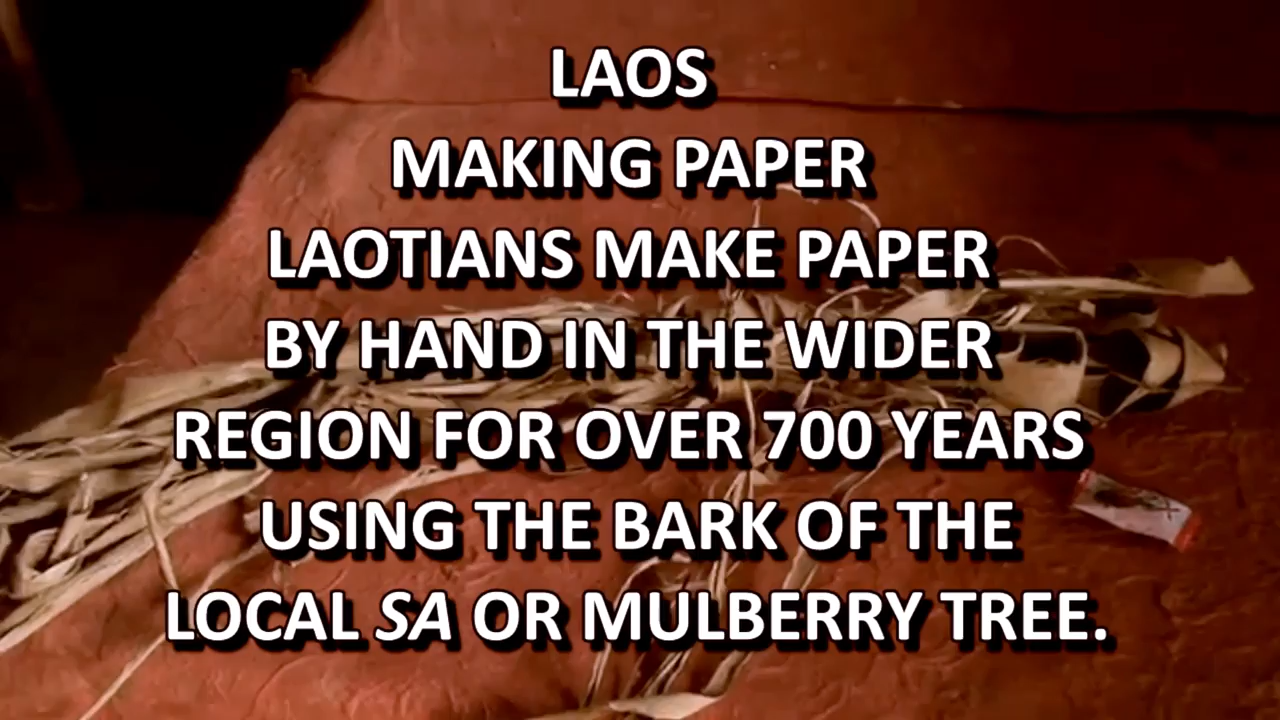 LAOS
MAKING PAPER
LAOTIANS MAKE PAPER
BY HAND IN THE WIDER
REGION FOR OVER 700 YEARS
USING THE BARK OF THE
LOCAL SA OR MULBERRY TREE.